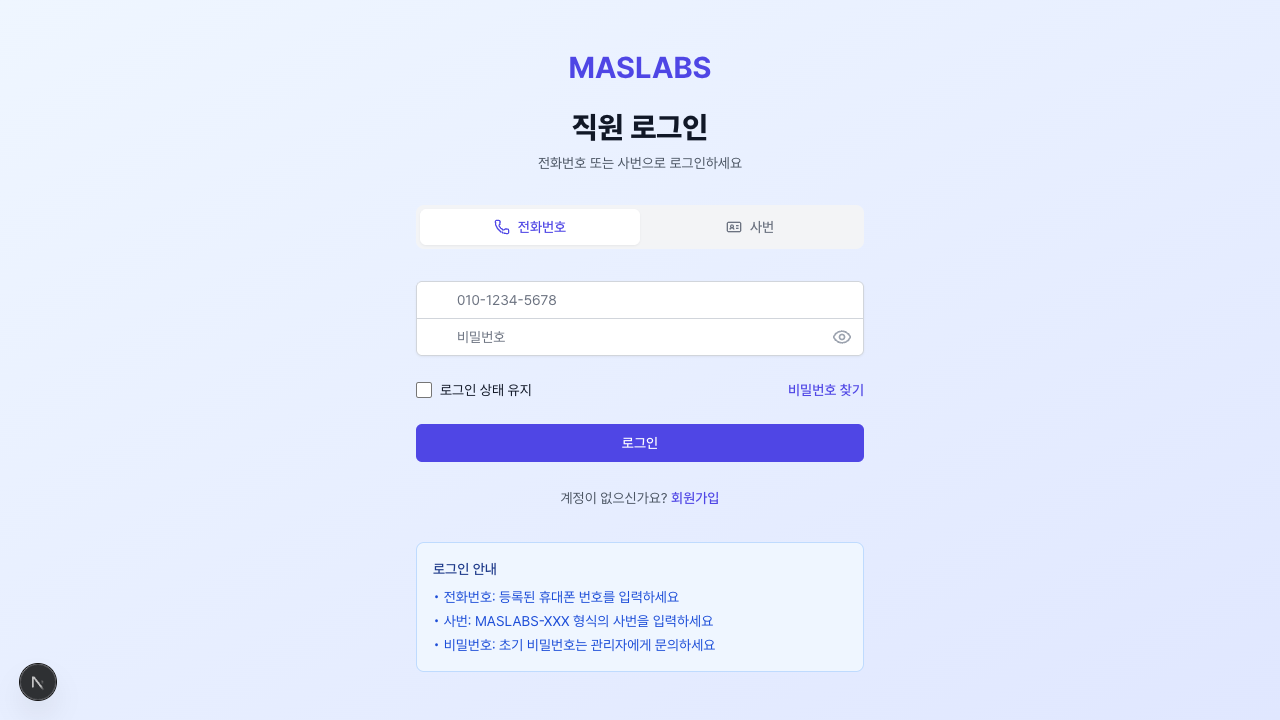 MASLABS
직원 로그인
전화번호 또는 사번으로 로그인하세요
전화번호
사번
010-1234-5678
비밀번호
로그인 상태 유지
비밀번호 찾기
로그인
계정이 없으신가요? 회원가입
로그인 안내
• 전화번호: 등록된 휴대폰 번호를 입력하세요
• 사번: MASLABS-XXX 형식의 사번을 입력하세요
• 비밀번호: 초기 비밀번호는 관리자에게 문의하세요